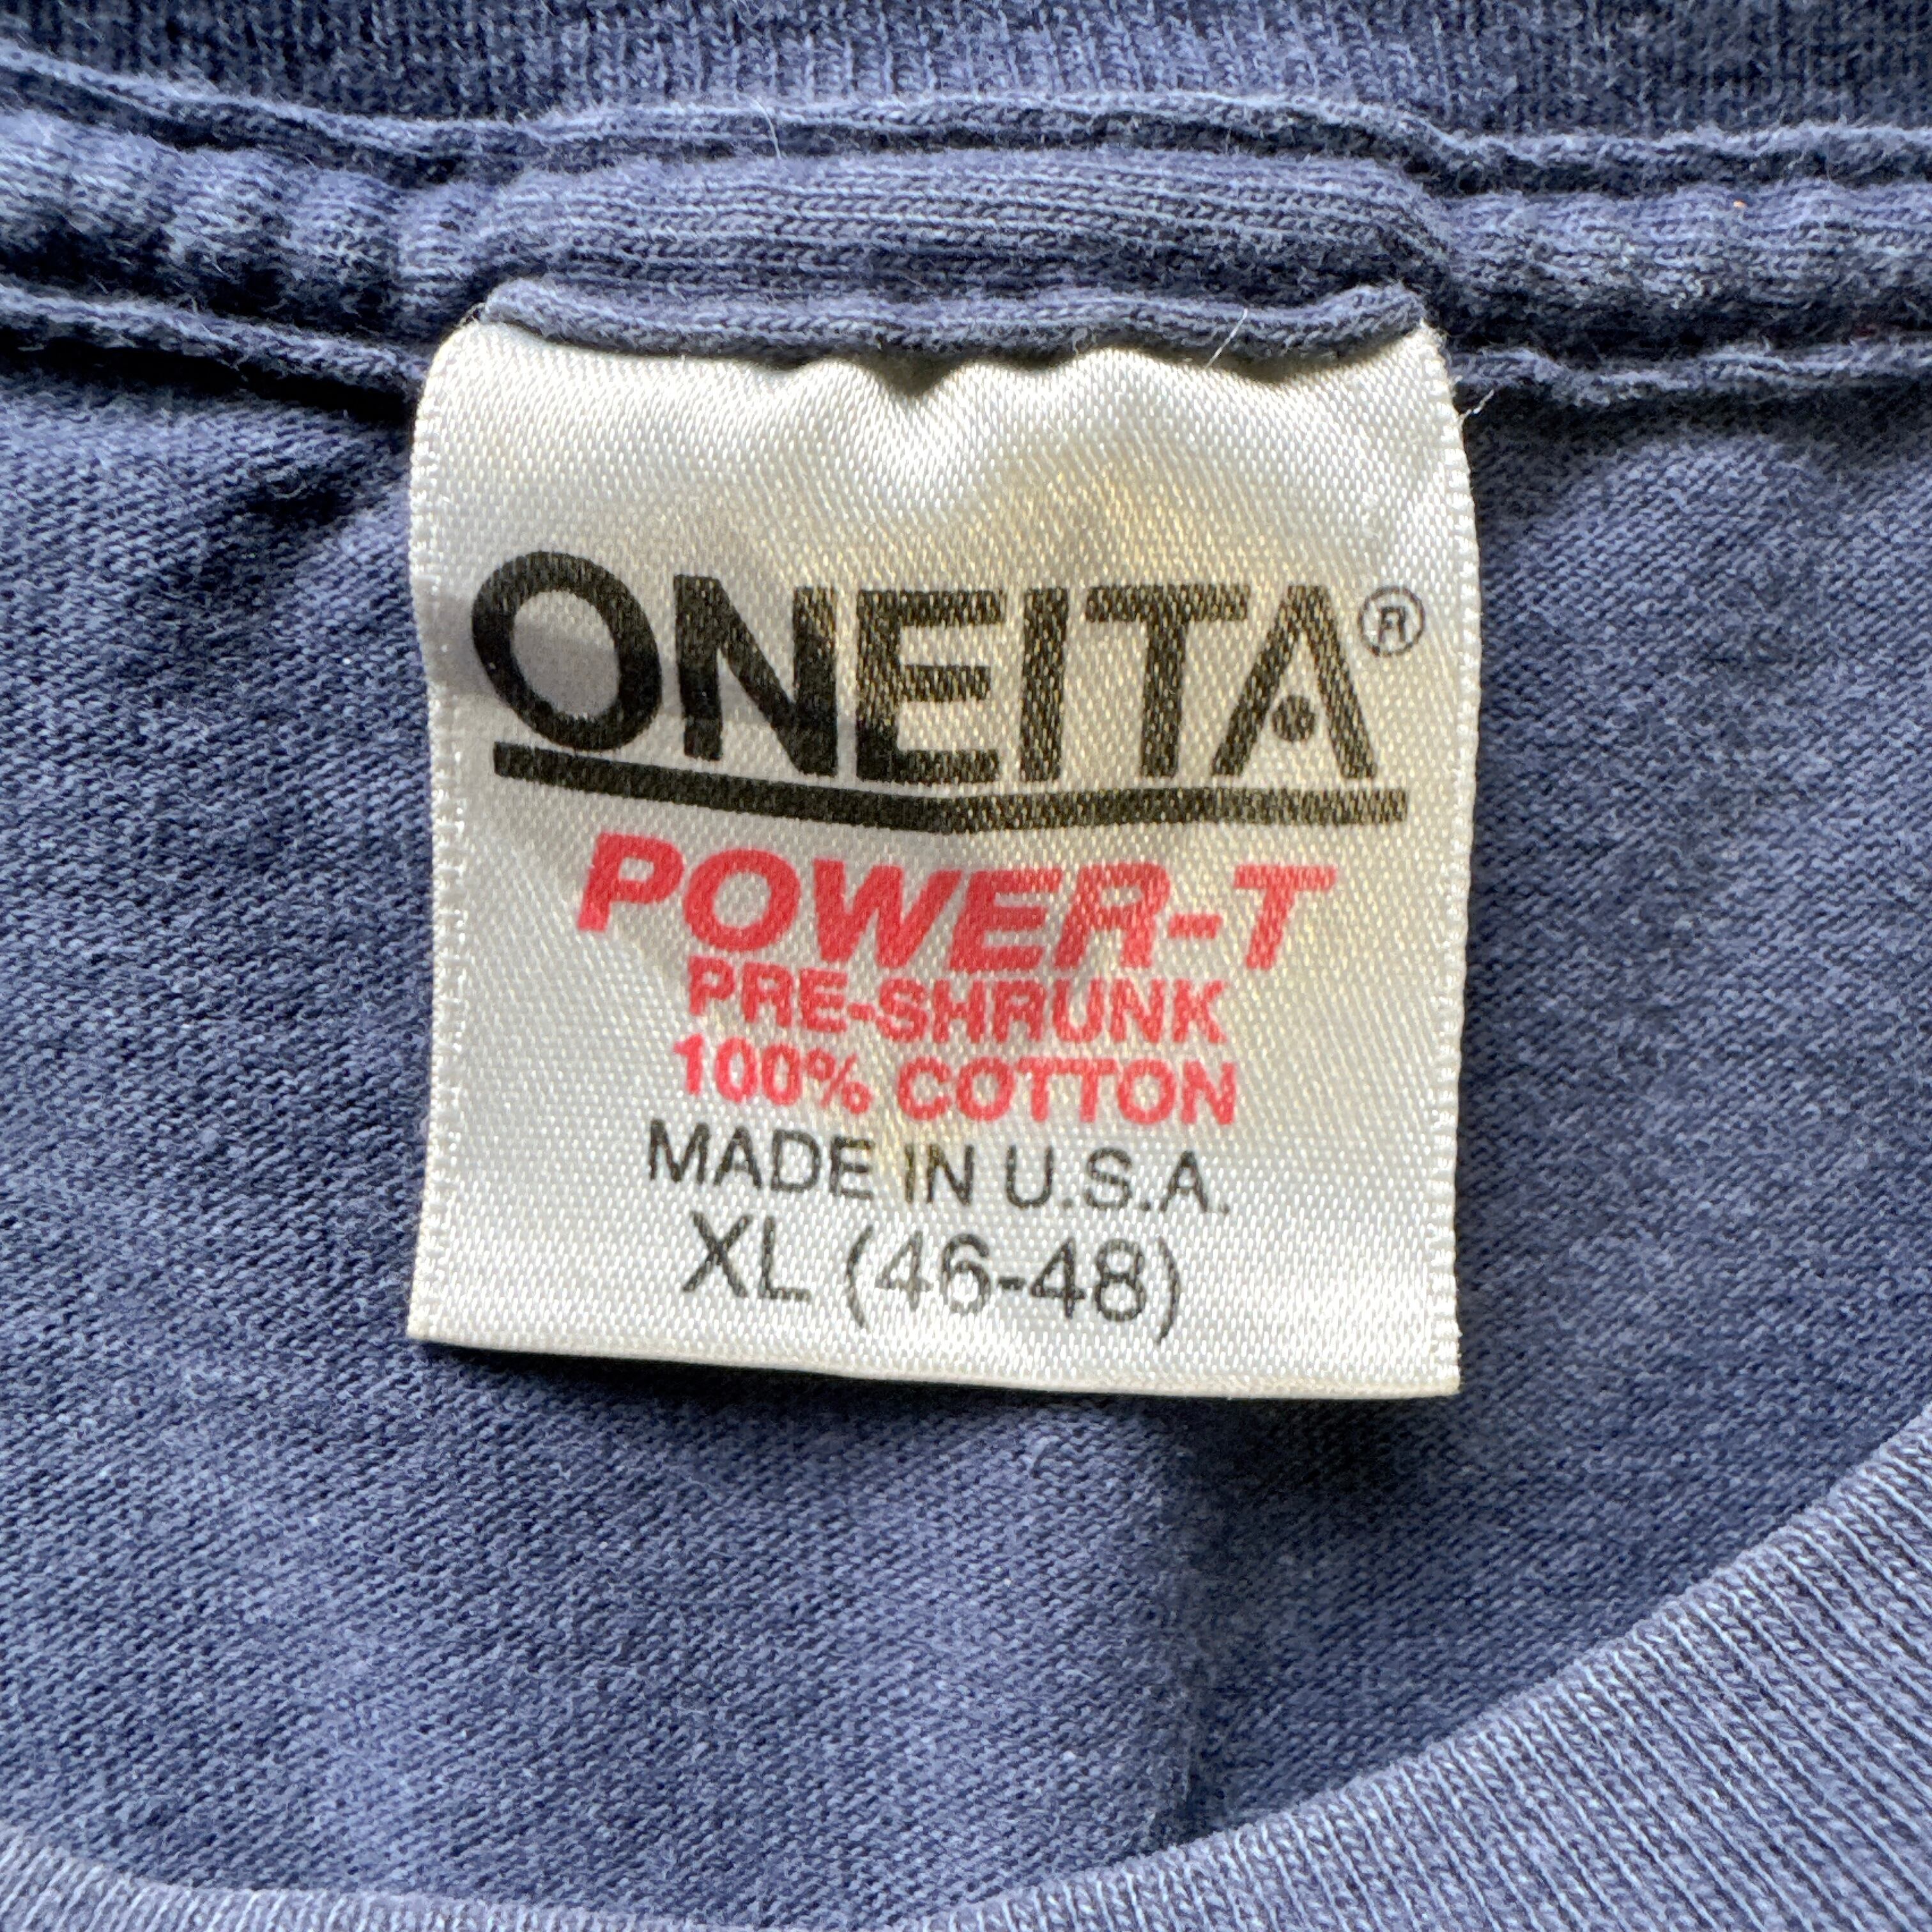 ONEITA®
POWER-T
PRE-SHRUNK
100% COTTON
MADE IN U.S.A.
XL (46-48)